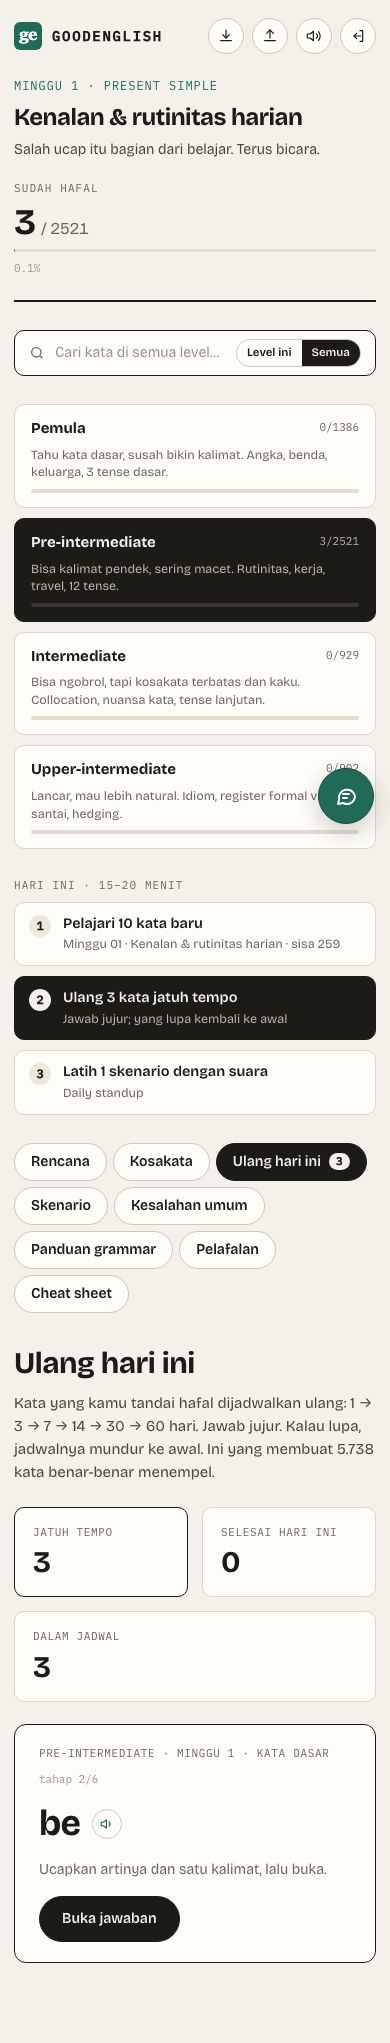 ge GOODENGLISH
MINGGU 1 · PRESENT SIMPLE
Kenalan & rutinitas harian
Salah ucap itu bagian dari belajar. Terus bicara.
SUDAH HAFAL
3 / 2521
0.1%
Cari kata di semua level... Level ini Semua
Pemula 0/1386
Tahu kata dasar, susah bikin kalimat. Angka, benda,
keluarga, 3 tense dasar.
Pre-intermediate 3/2521
Bisa kalimat pendek, sering macet. Rutinitas, kerja,
travel, 12 tense.
Intermediate 0/929
Bisa ngobrol, tapi kosakata terbatas dan kaku.
Collocation, nuansa kata, tense lanjutan.
Upper-intermediate 0/902
Lancar, mau lebih natural. Idiom, register formal
santai, hedging.
HARI INI · 15–20 MENIT
1 Pelajari 10 kata baru
Minggu 01 · Kenalan & rutinitas harian · sisa 259
2 Ulang 3 kata jatuh tempo
Jawab jujur; yang lupa kembali ke awal
3 Latih 1 skenario dengan suara
Daily standup
Rencana Kosakata Ulang hari ini 3
Skenario Kesalahan umum
Panduan grammar Pelafalan
Cheat sheet
Ulang hari ini
Kata yang kamu tandai hafal dijadwalkan ulang: 1 →
3 → 7 → 14 → 30 → 60 hari. Jawab jujur. Kalau lupa,
jadwalnya mundur ke awal. Ini yang membuat 5.738
kata benar-benar menempel.
JATUH TEMPO SELESAI HARI INI
3 0
DALAM JADWAL
3
PRE-INTERMEDIATE · MINGGU 1 · KATA DASAR
tahap 2/6
be
Ucapkan artinya dan satu kalimat, lalu buka.
Buka jawaban